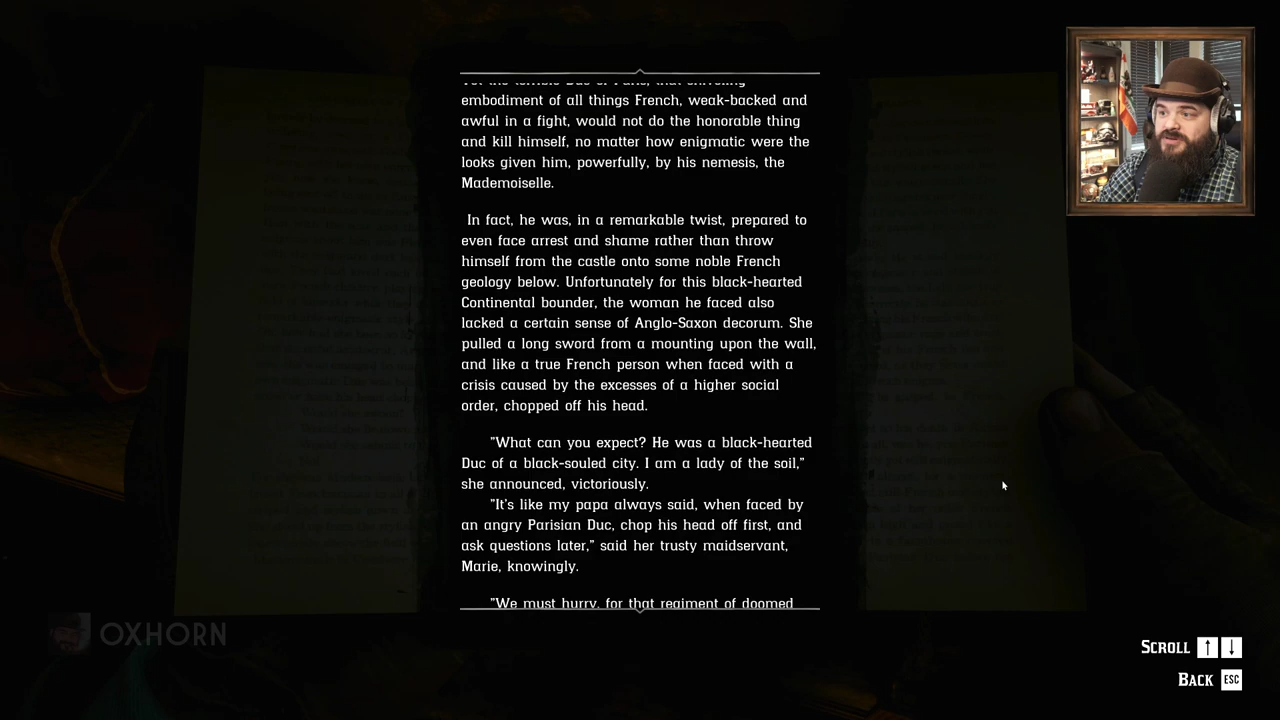 embodiment of all things French, weak-backed and
awful in a fight, would not do the honorable thing
and kill himself, no matter how enigmatic were the
looks given him, powerfully, by his nemesis, the
Mademoiselle.
In fact, he was, in a remarkable twist, prepared to
even face arrest and shame rather than throw
himself from the castle onto some noble French
geology below. Unfortunately for this black-hearted
Continental bounder, the woman he faced also
lacked a certain sense of Anglo-Saxon decorum. She
pulled a long sword from a mounting upon the wall,
and like a true French person when faced with a
crisis caused by the excesses of a higher social
order, chopped off his head.
"What can you expect? He was a black-hearted
Duc of a black-souled city. I am a lady of the soil,"
she announced, victoriously.
"It's like my papa always said, when faced by
an angry Parisian Duc, chop his head off first, and
ask questions later," said her trusty maidservant,
Marie, knowingly.
"We must hurry, for that regiment of doomed
OXHORN
SCROLL ↑ ↓
BACK ESC